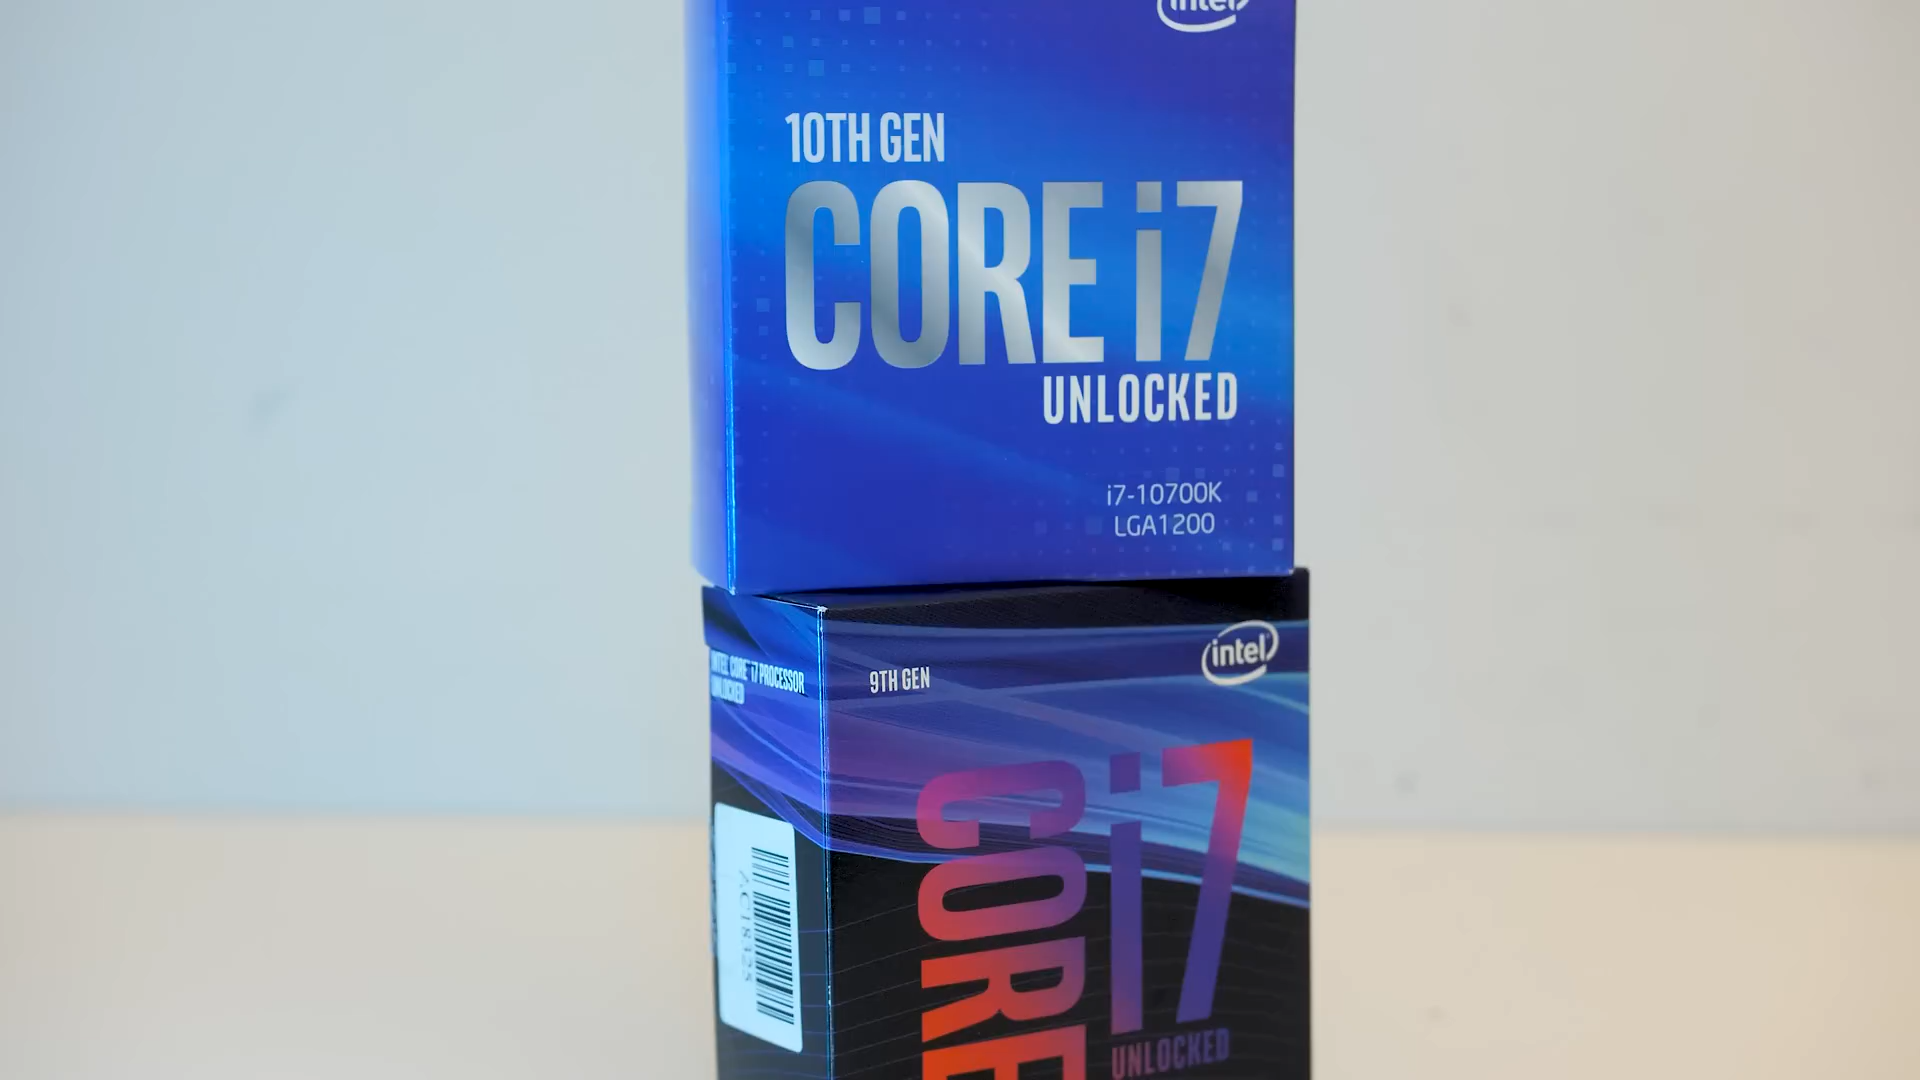 intel
10TH GEN
CORE i7
UNLOCKED
i7-10700K
LGA1200
intel
9TH GEN
INTEL CORE i7 PROCESSOR
UNLOCKED
CORE i7
UNLOCKED